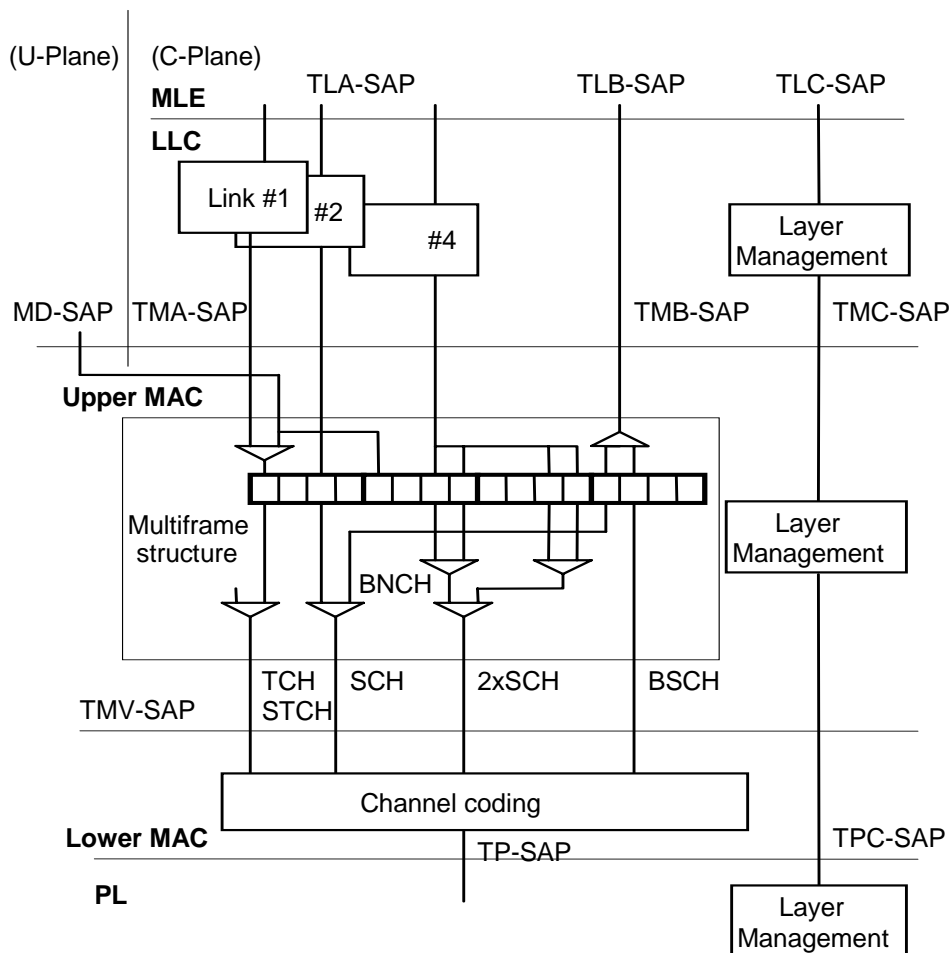 (U-Plane)
(C-Plane)
TLA-SAP
TLB-SAP
TLC-SAP
MLE
LLC
Link #1
#2
#4
Layer
Management
MD-SAP
TMA-SAP
TMB-SAP
TMC-SAP
Upper MAC
Multiframe
structure
Layer
Management
BNCH
TCH
STCH
SCH
2xSCH
BSCH
TMV-SAP
Channel coding
Lower MAC
TP-SAP
TPC-SAP
PL
Layer
Management